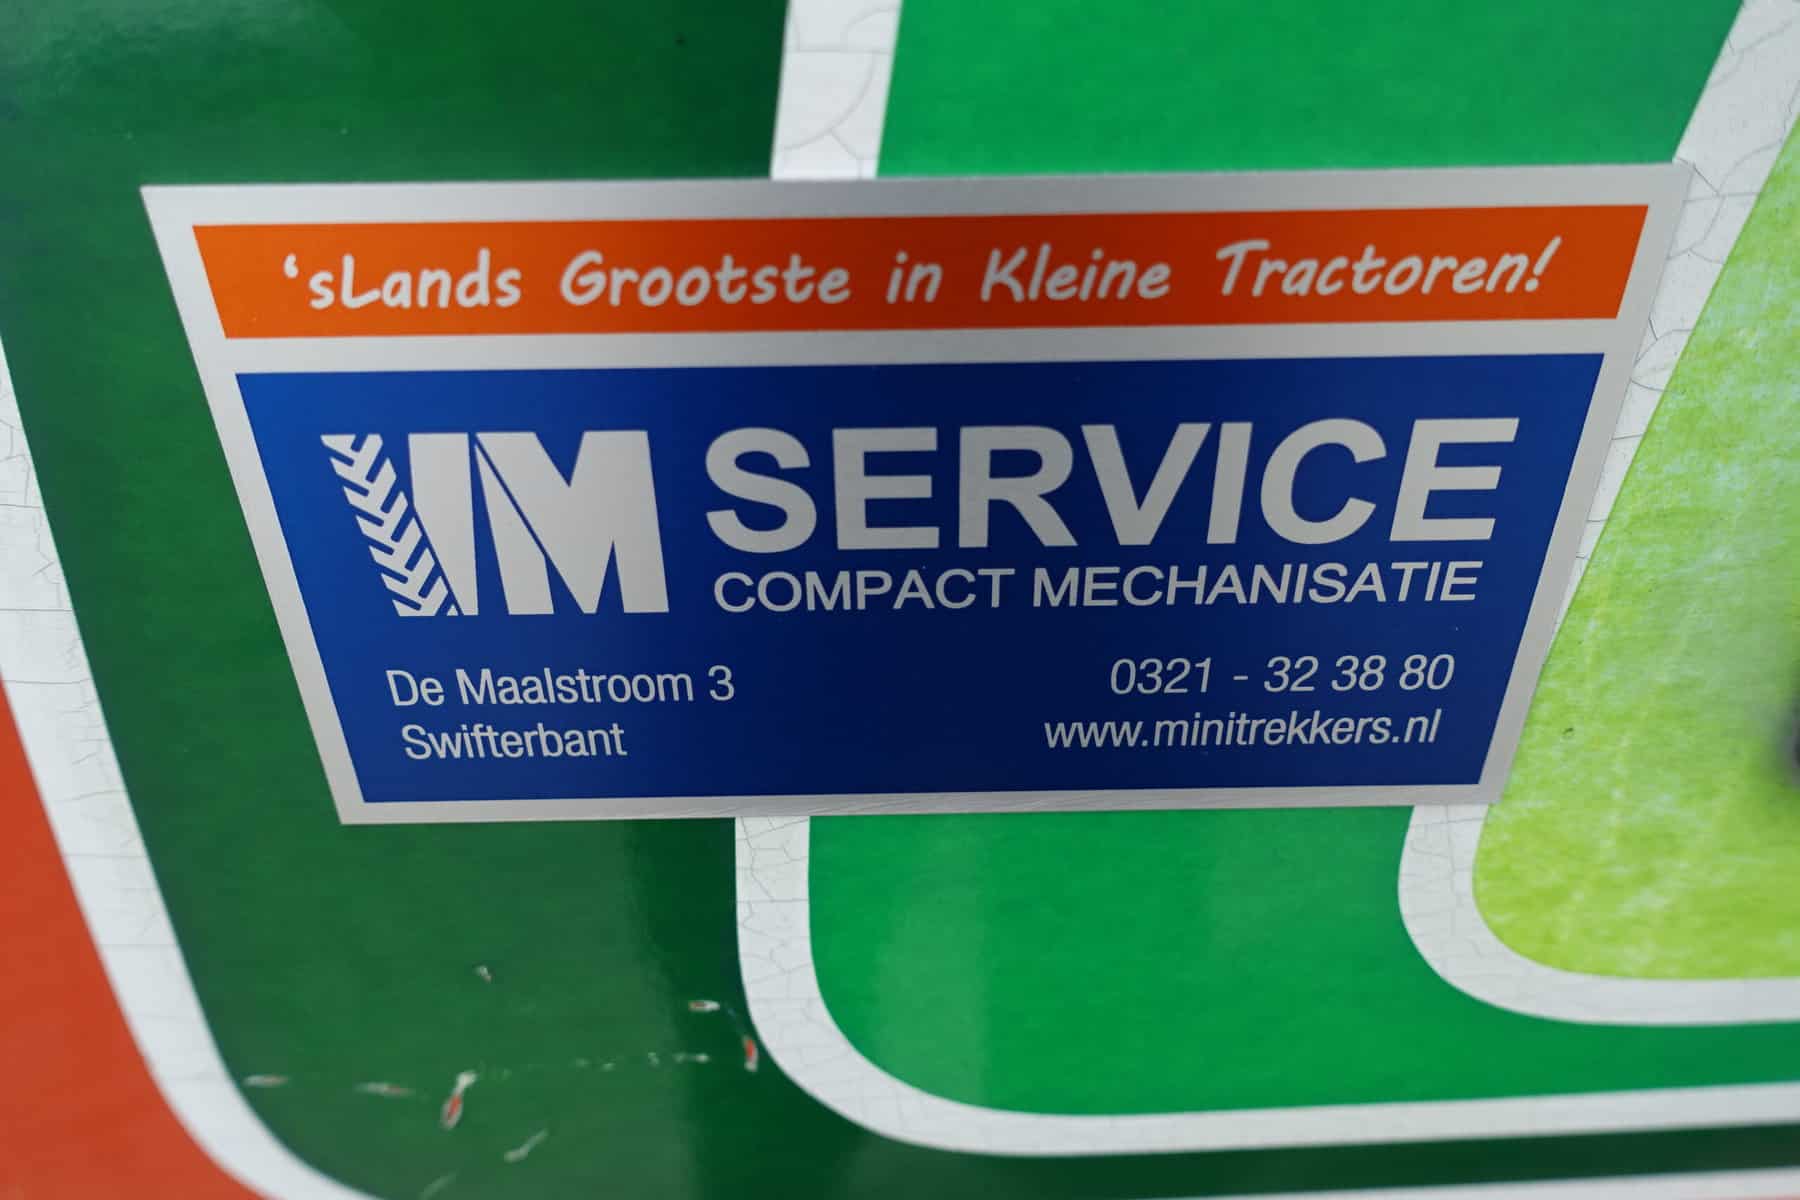 ‘sLands Grootste in Kleine Tractoren!
IM SERVICE
COMPACT MECHANISATIE
De Maalstroom 3
Swifterbant
0321 - 32 38 80
www.minitrekkers.nl